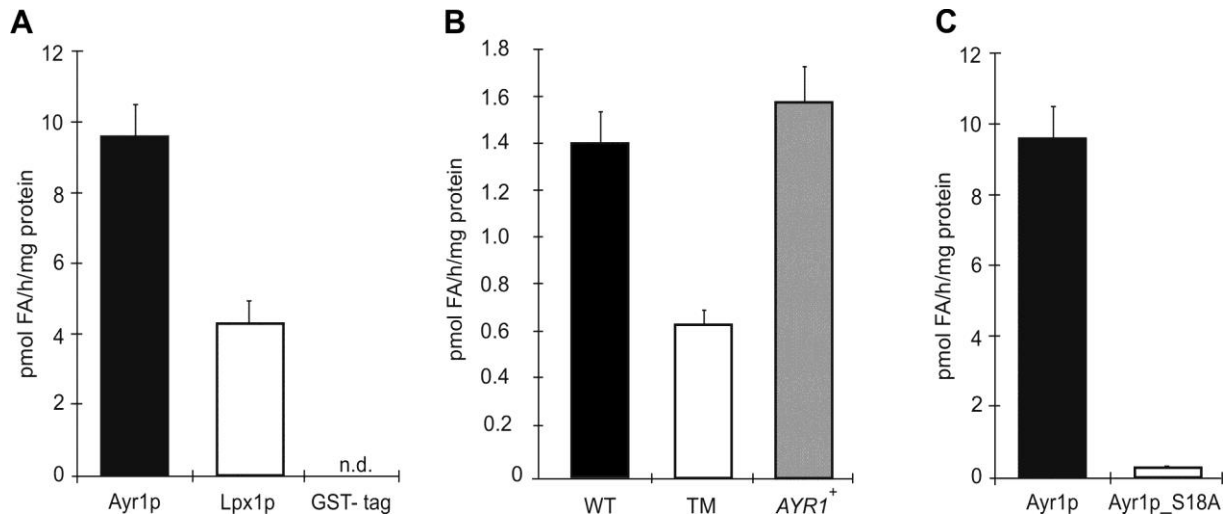 A
pmol FA/h/mg protein
12
10
8
6
4
2
0
n.d.
Ayr1p Lpx1p GST- tag
B
pmol FA/h/mg protein
1.8
1.6
1.4
1.2
1.0
0.8
0.6
0.4
0.2
0
WT TM AYR1+
C
pmol FA/h/mg protein
12
10
8
6
4
2
0
Ayr1p Ayr1p_S18A